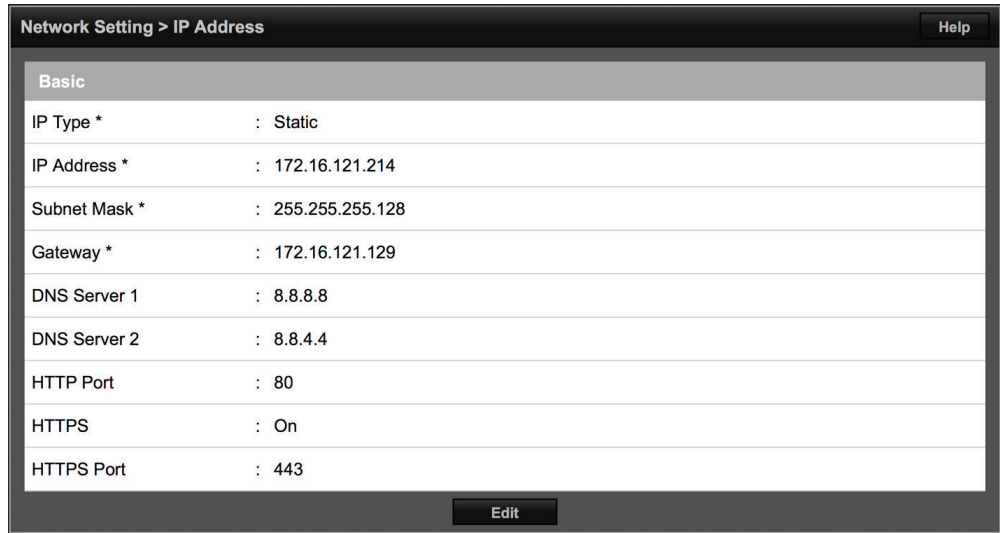 Network Setting > IP Address
Help
Basic
IP Type * : Static
IP Address * : 172.16.121.214
Subnet Mask * : 255.255.255.128
Gateway * : 172.16.121.129
DNS Server 1 : 8.8.8.8
DNS Server 2 : 8.8.4.4
HTTP Port : 80
HTTPS : On
HTTPS Port : 443
Edit